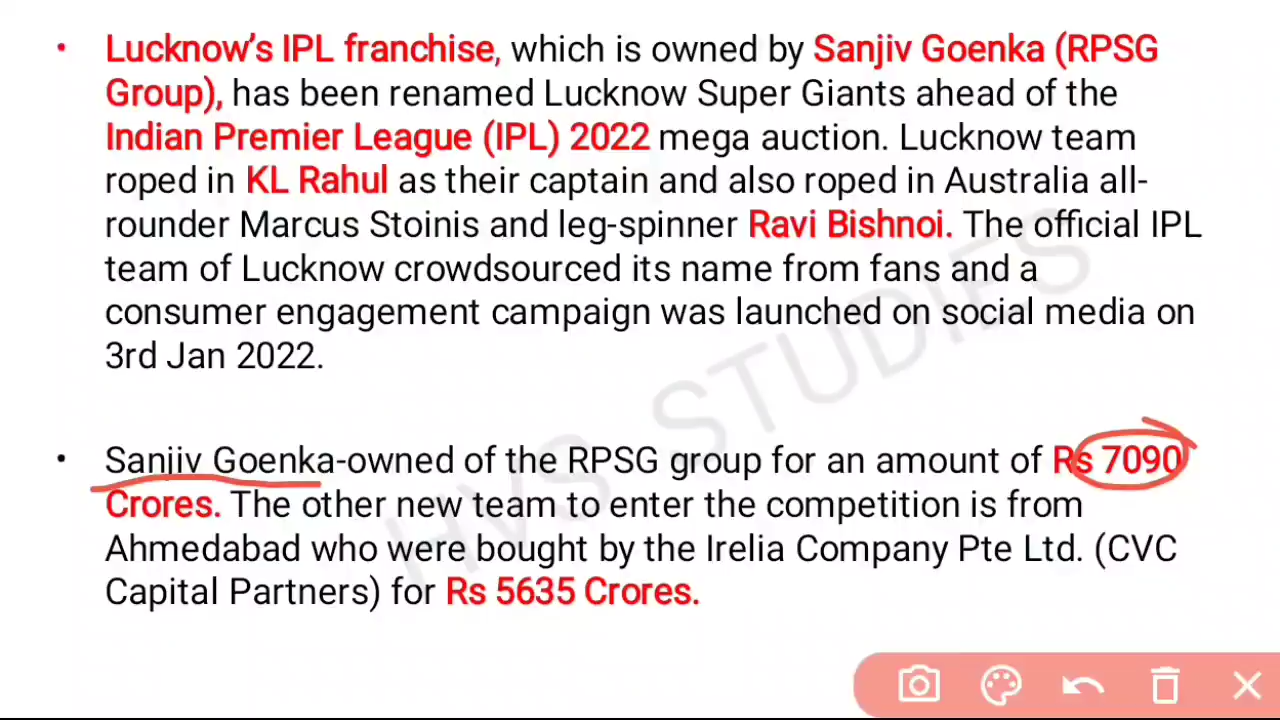 • Lucknow’s IPL franchise, which is owned by Sanjiv Goenka (RPSG
Group), has been renamed Lucknow Super Giants ahead of the
Indian Premier League (IPL) 2022 mega auction. Lucknow team
roped in KL Rahul as their captain and also roped in Australia all-
rounder Marcus Stoinis and leg-spinner Ravi Bishnoi. The official IPL
team of Lucknow crowdsourced its name from fans and a
consumer engagement campaign was launched on social media on
3rd Jan 2022.
• Sanjiv Goenka-owned of the RPSG group for an amount of Rs 7090
Crores. The other new team to enter the competition is from
Ahmedabad who were bought by the Irelia Company Pte Ltd. (CVC
Capital Partners) for Rs 5635 Crores.
HVS STUDIES